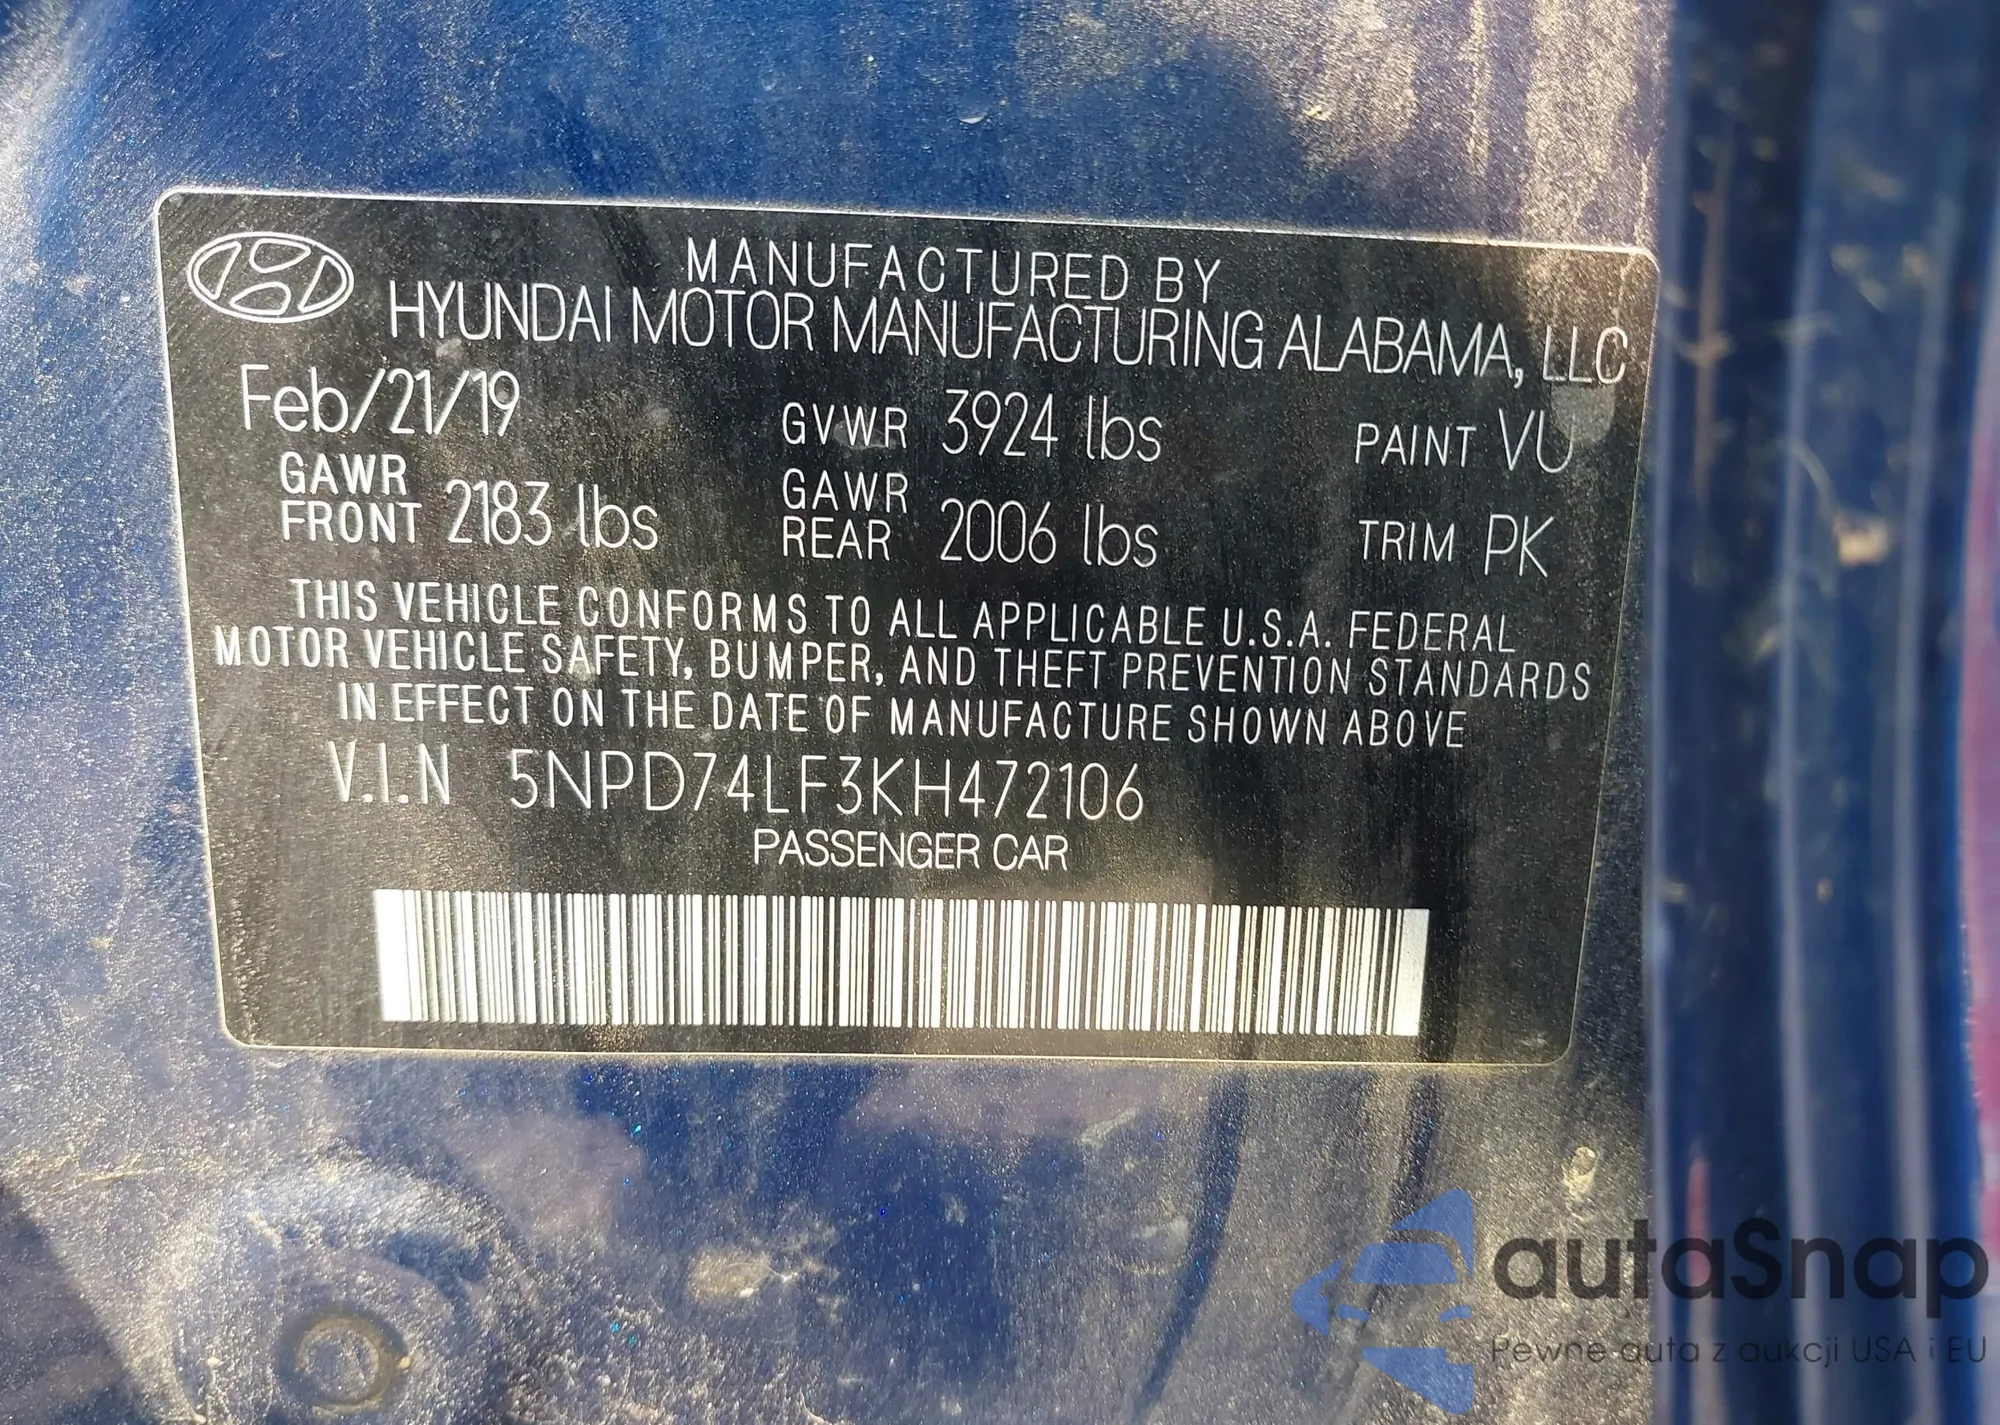 MANUFACTURED BY
HYUNDAI MOTOR MANUFACTURING ALABAMA, LLC
Feb/21/19 GVWR 3924 lbs PAINT VU
GAWR FRONT 2183 lbs GAWR REAR 2006 lbs TRIM PK
THIS VEHICLE CONFORMS TO ALL APPLICABLE U.S.A. FEDERAL
MOTOR VEHICLE SAFETY, BUMPER, AND THEFT PREVENTION STANDARDS
IN EFFECT ON THE DATE OF MANUFACTURE SHOWN ABOVE
V.I.N 5NPD74LF3KH472106
PASSENGER CAR
autaSnap
Pewne auta z aukcji USA i EU